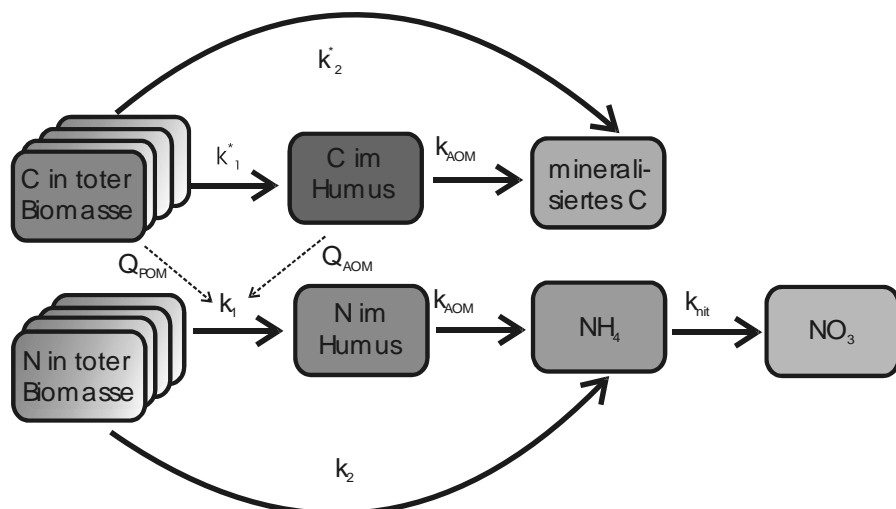 k*2
C in toter
Biomasse
k*1
C im
Humus
kAOM
minerali-
siertes C
QPOM
QAOM
N in toter
Biomasse
k1
N im
Humus
kAOM
NH4
knit
NO3
k2